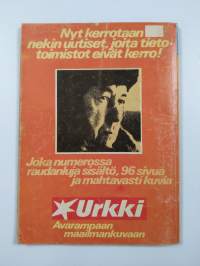 Nyt kerrotaan
nekin uutiset, joita tieto-
toimistot eivät kerro!
Joka numerossa
raudanluja sisältö, 96 sivua
ja mahtavasti kuvia
Urkki
Avarampaan
maailmankuvaan